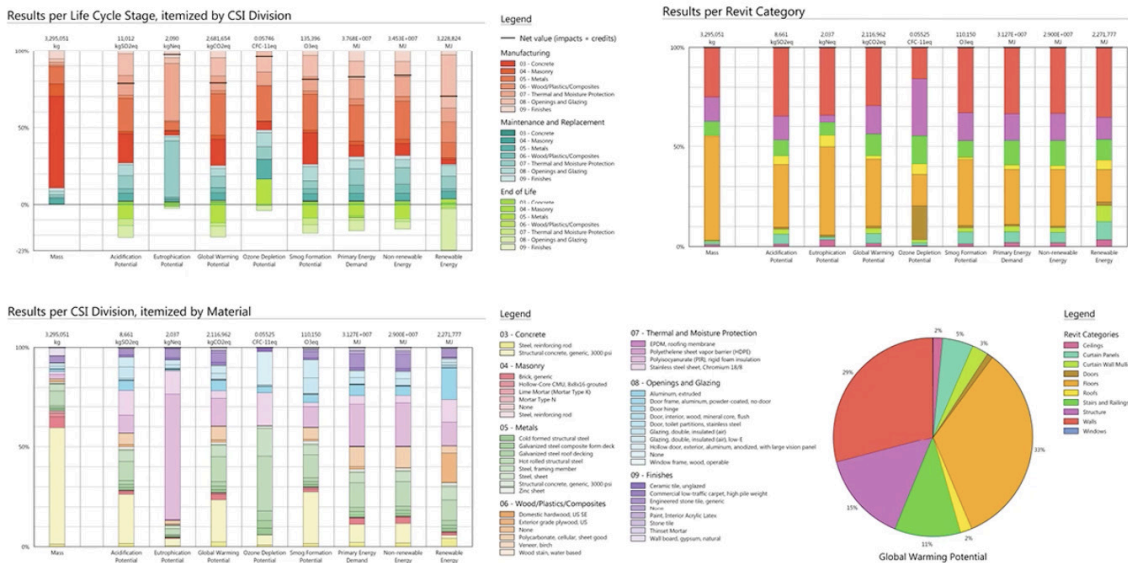 Results per Life Cycle Stage, itemized by CSI Division
3,295,051 kg
11,012 kgSO2eq
2,090 kgNeq
2,681,654 kgCO2eq
0.05746 CFC-11eq
135,396 O3eq
3.768E+007 MJ
3.453E+007 MJ
3,228,824 MJ
100%
50%
0%
-25%
Mass
Acidification Potential
Eutrophication Potential
Global Warming Potential
Ozone Depletion Potential
Smog Formation Potential
Primary Energy Demand
Non-renewable Energy
Renewable Energy
Legend
Net value (impacts + credits)
Manufacturing
03 - Concrete
04 - Masonry
05 - Metals
06 - Wood/Plastics/Composites
07 - Thermal and Moisture Protection
08 - Openings and Glazing
09 - Finishes
Maintenance and Replacement
03 - Concrete
04 - Masonry
05 - Metals
06 - Wood/Plastics/Composites
07 - Thermal and Moisture Protection
08 - Openings and Glazing
09 - Finishes
End of Life
03 - Concrete
04 - Masonry
05 - Metals
06 - Wood/Plastics/Composites
07 - Thermal and Moisture Protection
08 - Openings and Glazing
09 - Finishes
Results per Revit Category
3,295,051 kg
8,661 kgSO2eq
2,037 kgNeq
2,116,962 kgCO2eq
0.05525 CFC-11eq
110,150 O3eq
3.127E+007 MJ
2.900E+007 MJ
2,271,777 MJ
100%
50%
0%
Mass
Acidification Potential
Eutrophication Potential
Global Warming Potential
Ozone Depletion Potential
Smog Formation Potential
Primary Energy Demand
Non-renewable Energy
Renewable Energy
Results per CSI Division, itemized by Material
3,295,051 kg
8,661 kgSO2eq
2,037 kgNeq
2,116,962 kgCO2eq
0.05525 CFC-11eq
110,150 O3eq
3.127E+007 MJ
2.900E+007 MJ
2,271,777 MJ
100%
50%
0%
Mass
Acidification Potential
Eutrophication Potential
Global Warming Potential
Ozone Depletion Potential
Smog Formation Potential
Primary Energy Demand
Non-renewable Energy
Renewable Energy
Legend
03 - Concrete
Steel, reinforcing rod
Structural concrete, generic, 3000 psi
04 - Masonry
Brick, generic
Hollow-Core CMU, 8x8x16 grouted
Lime Mortar (Mortar Type K)
Mortar Type-N
None
Steel, reinforcing rod
05 - Metals
Cold formed structural steel
Galvanized steel composite form deck
Galvanized steel roof decking
Hot rolled structural steel
Steel, framing member
Steel, sheet
Structural concrete, generic, 3000 psi
Zinc sheet
06 - Wood/Plastics/Composites
Domestic hardwood, US SE
Exterior grade plywood, US
None
Polycarbonate, cellular, sheet good
Veneer, birch
Wood stain, water based
07 - Thermal and Moisture Protection
EPDM, roofing membrane
Polyethelene sheet vapor barrier (HDPE)
Polyisocyanurate (PIR), rigid foam insulation
Stainless steel sheet, Chromium 18/8
08 - Openings and Glazing
Aluminum, extruded
Door frame, aluminum, powder-coated, no door
Door hinge
Door, interior, wood, mineral core, flush
Door, toilet partitions, stainless steel
Glazing, double, insulated (air)
Glazing, double, insulated (air), low-E
Hollow door, exterior, aluminum, anodized, with large vision panel
None
Window frame, wood, operable
09 - Finishes
Ceramic tile, unglazed
Commercial low-traffic carpet, high-pile weight
Engineered stone tile, generic
None
Paint, Interior Acrylic Latex
Stone tile
Thinset Mortar
Wall board, gypsum, natural
2%
5%
3%
33%
2%
11%
15%
29%
Global Warming Potential
Legend
Revit Categories
Ceilings
Curtain Panels
Curtain Wall Mulli
Doors
Floors
Roofs
Stairs and Railings
Structure
Walls
Windows